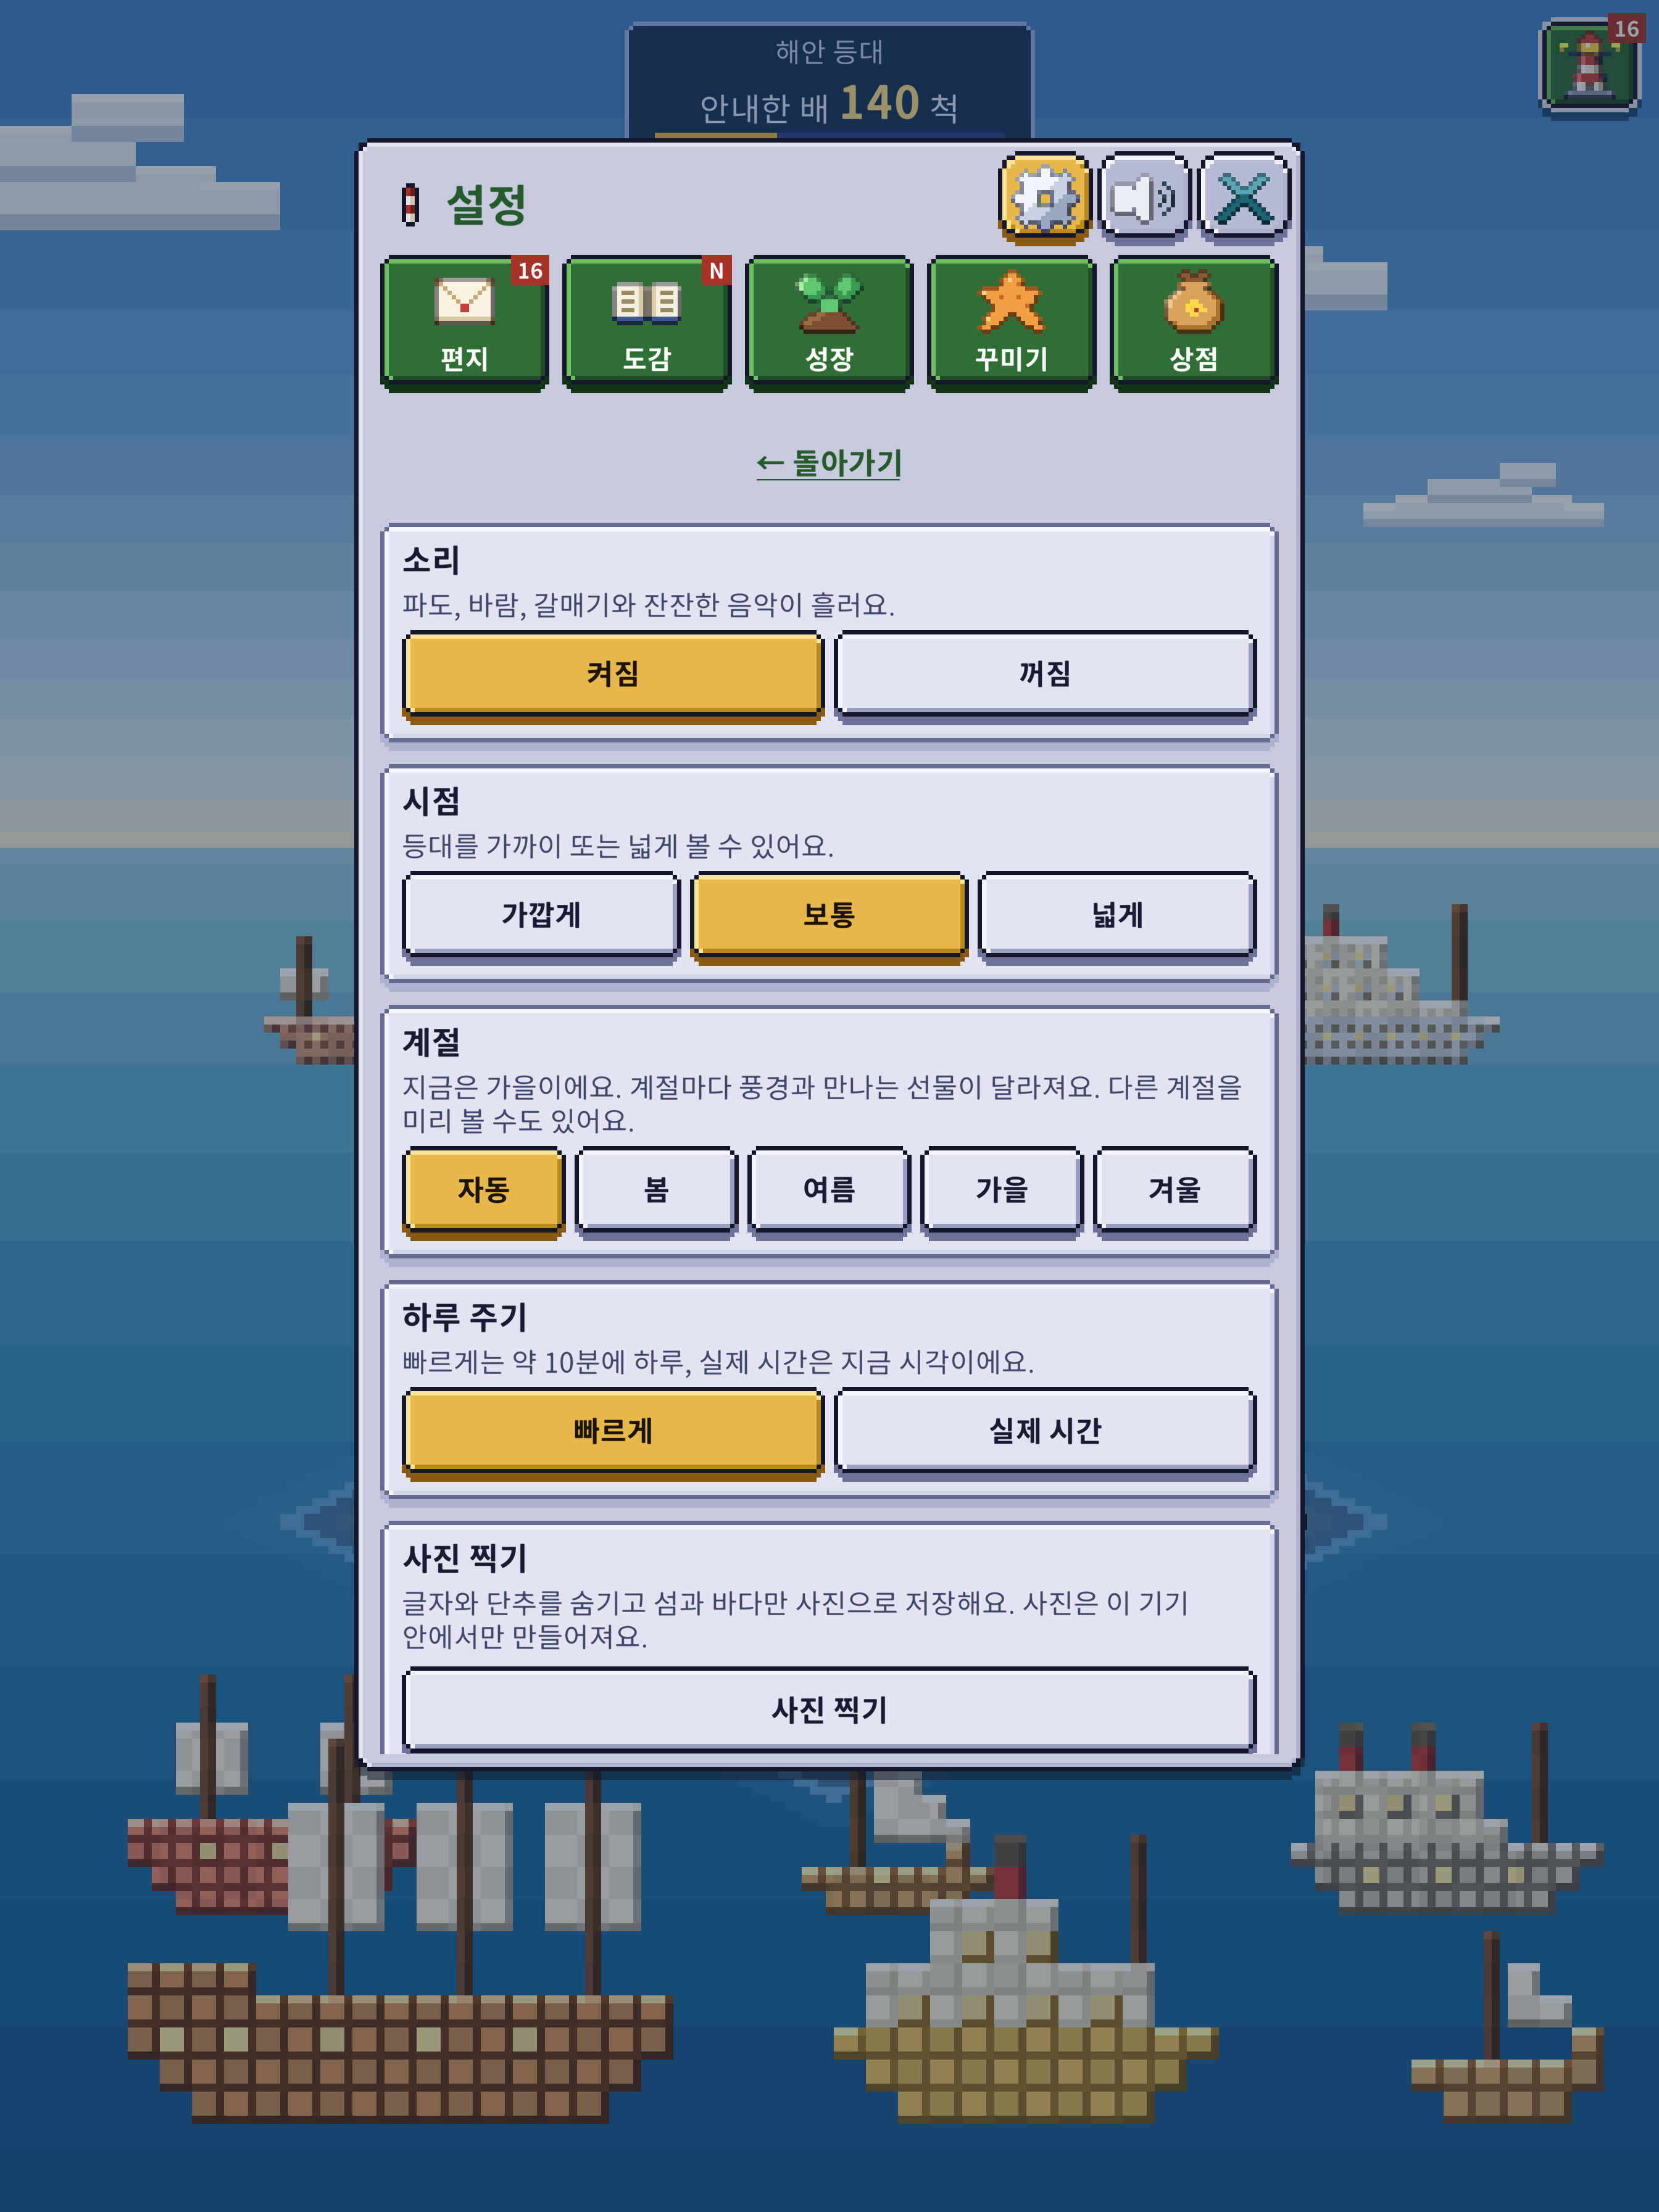 해안 등대
안내한 배 140 척
16
설정
16
편지
N
도감
성장
꾸미기
상점
← 돌아가기
소리
파도, 바람, 갈매기와 잔잔한 음악이 흘러요.
켜짐
꺼짐
시점
등대를 가까이 또는 넓게 볼 수 있어요.
가깝게
보통
넓게
계절
지금은 가을이에요. 계절마다 풍경과 만나는 선물이 달라져요. 다른 계절을
미리 볼 수도 있어요.
자동
봄
여름
가을
겨울
하루 주기
빠르게는 약 10분에 하루, 실제 시간은 지금 시각이에요.
빠르게
실제 시간
사진 찍기
글자와 단추를 숨기고 섬과 바다만 사진으로 저장해요. 사진은 이 기기
안에서만 만들어져요.
사진 찍기